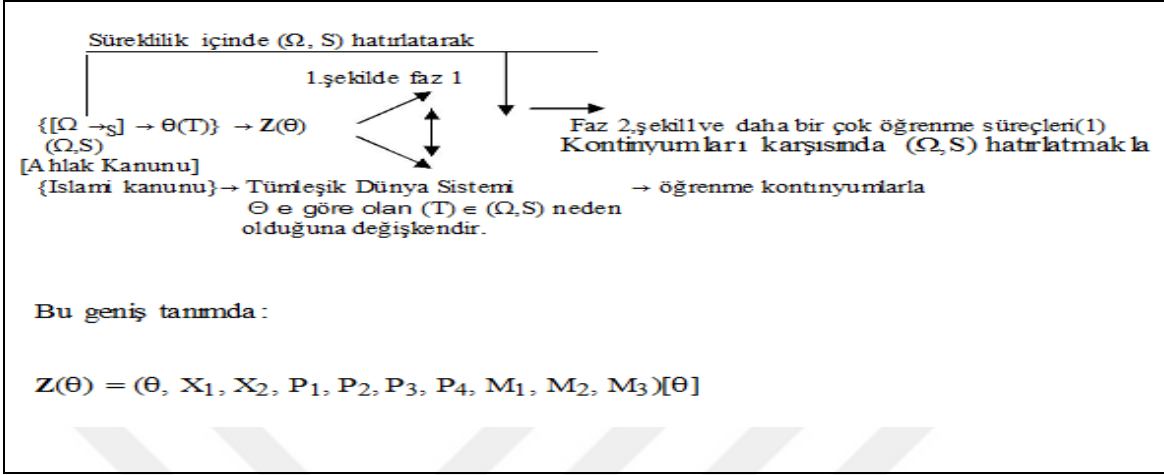 Süreklilik içinde (Ω, S) hatırlatarak
1.şekilde faz 1
{[Ω →S] → θ(T)} → Z(θ)
Faz 2,şekil1ve daha bir çok öğrenme süreçleri(1)
(Ω,S)
Kontinyumları karşısında (Ω,S) hatırlatmakla
[Ahlak Kanunu]
{Islami kanunu}→ Tümleşik Dünya Sistemi → öğrenme kontınyumlarla
Θ e göre olan (T) ∈ (Ω,S) neden
olduğuna değişkendir.
Bu geniş tanımda:
Z(θ) = (θ, X₁, X₂, P₁, P₂, P₃, P₄, M₁, M₂, M₃)[θ]